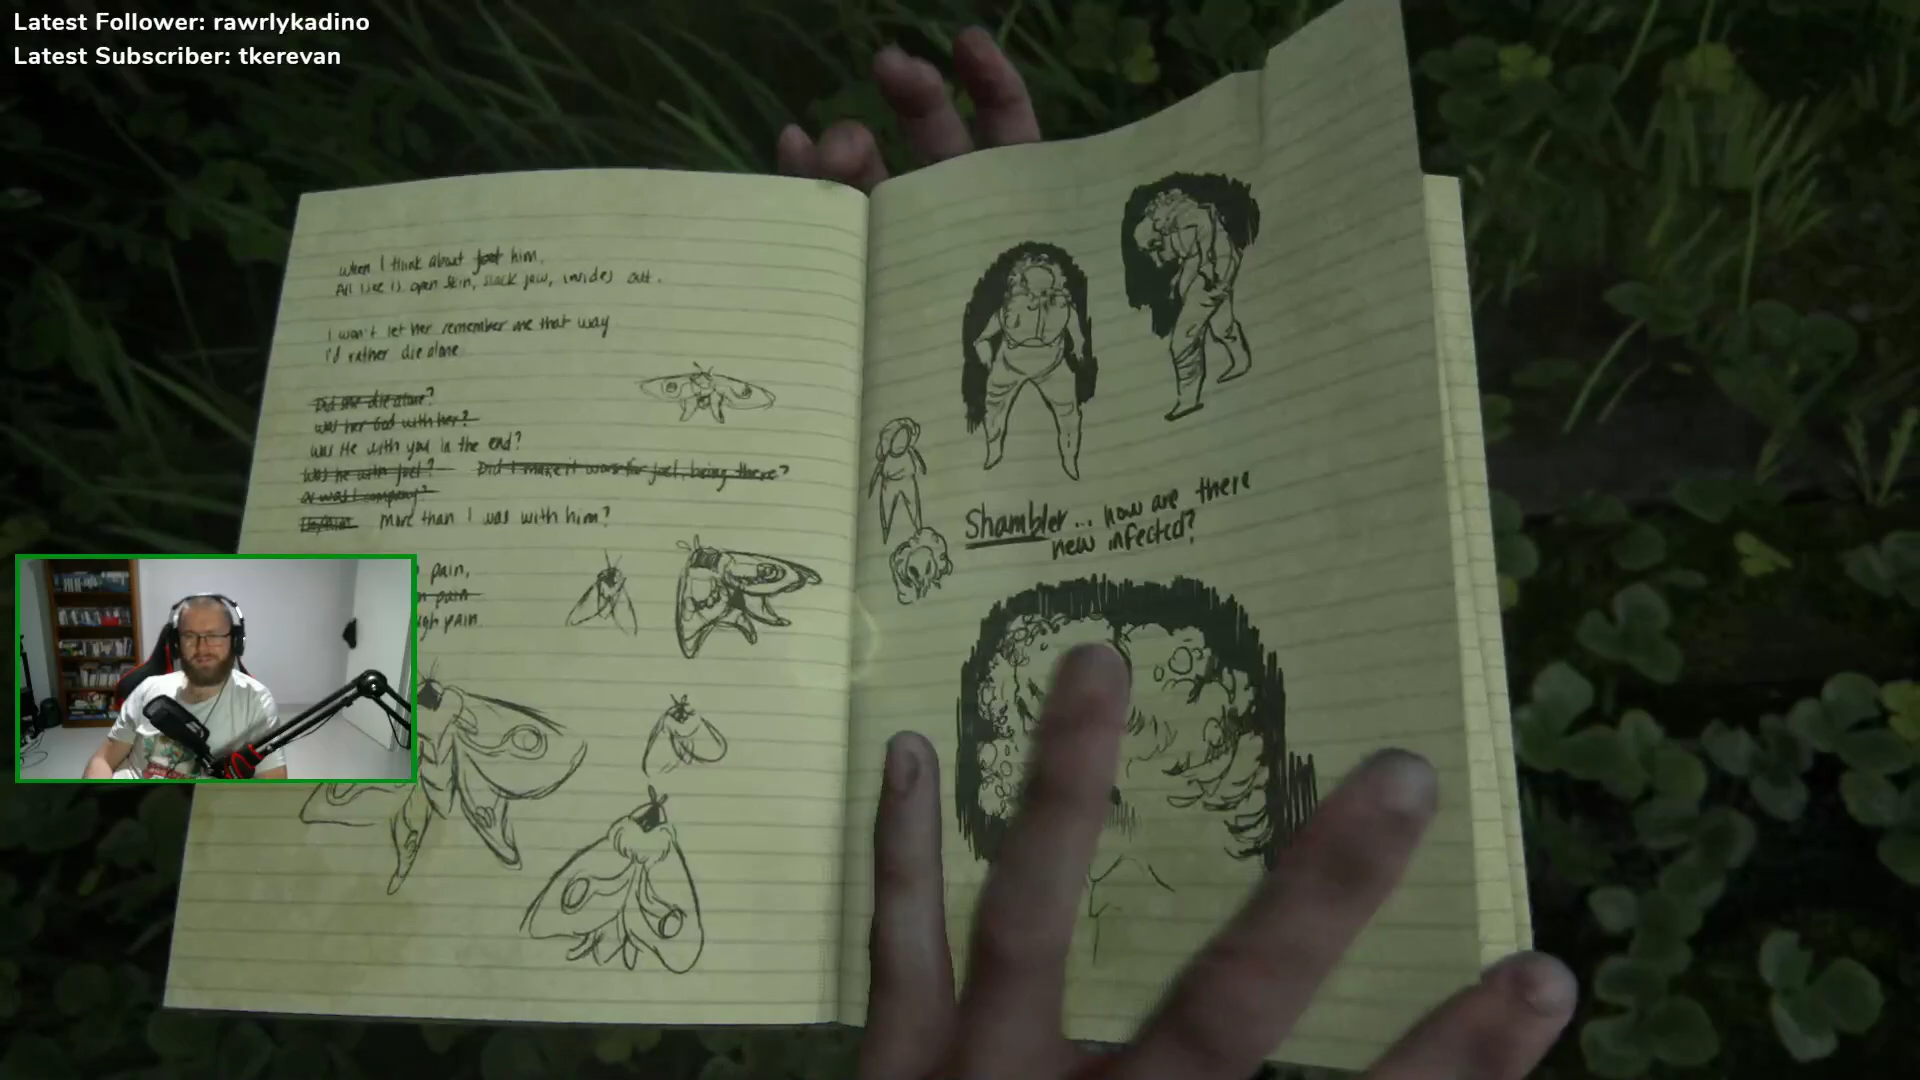 Latest Follower: rawrlykadino
Latest Subscriber: tkerevan
When I think about him.
All I see is open skin, slack jaw, insides out.
I won't let her remember me that way
I'd rather die alone.
Did she die alone?
Was her God with her?
Was He with you in the end?
Was he with Joel? Did I make it worse for Joel, being there?
or was I company?
More than I was with him?
pain,
pain
pain.
Shambler... how are there
new infected?